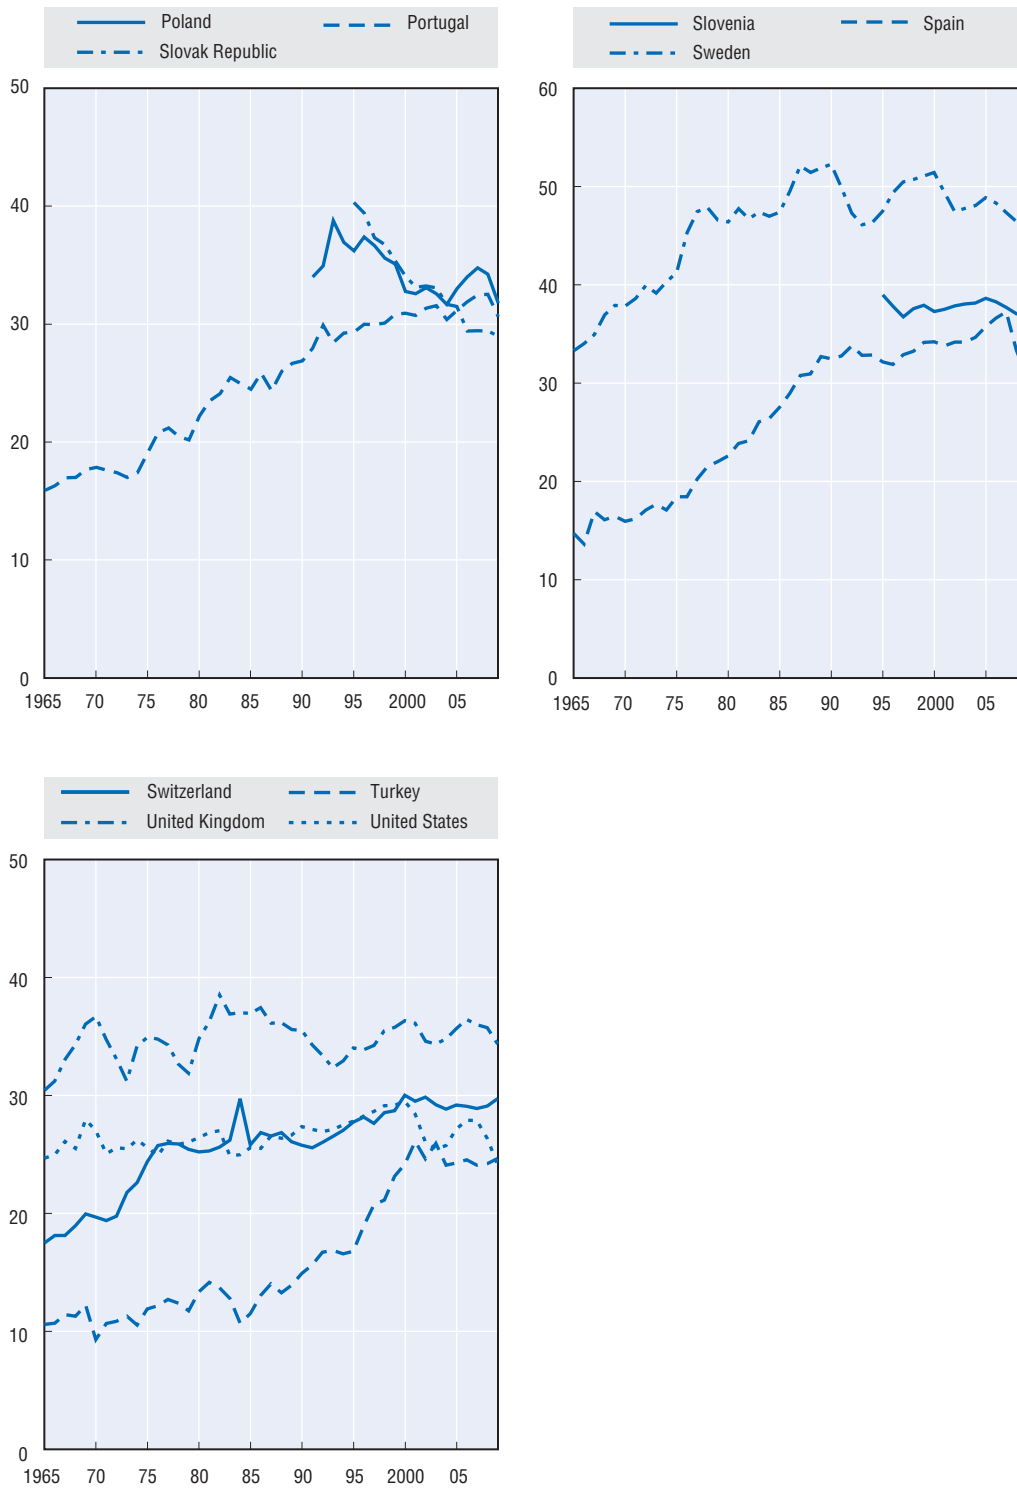 Poland Portugal
Slovak Republic
50
40
30
20
10
0
1965 70 75 80 85 90 95 2000 05
Slovenia Spain
Sweden
60
50
40
30
20
10
0
1965 70 75 80 85 90 95 2000 05
Switzerland Turkey
United Kingdom United States
50
40
30
20
10
0
1965 70 75 80 85 90 95 2000 05